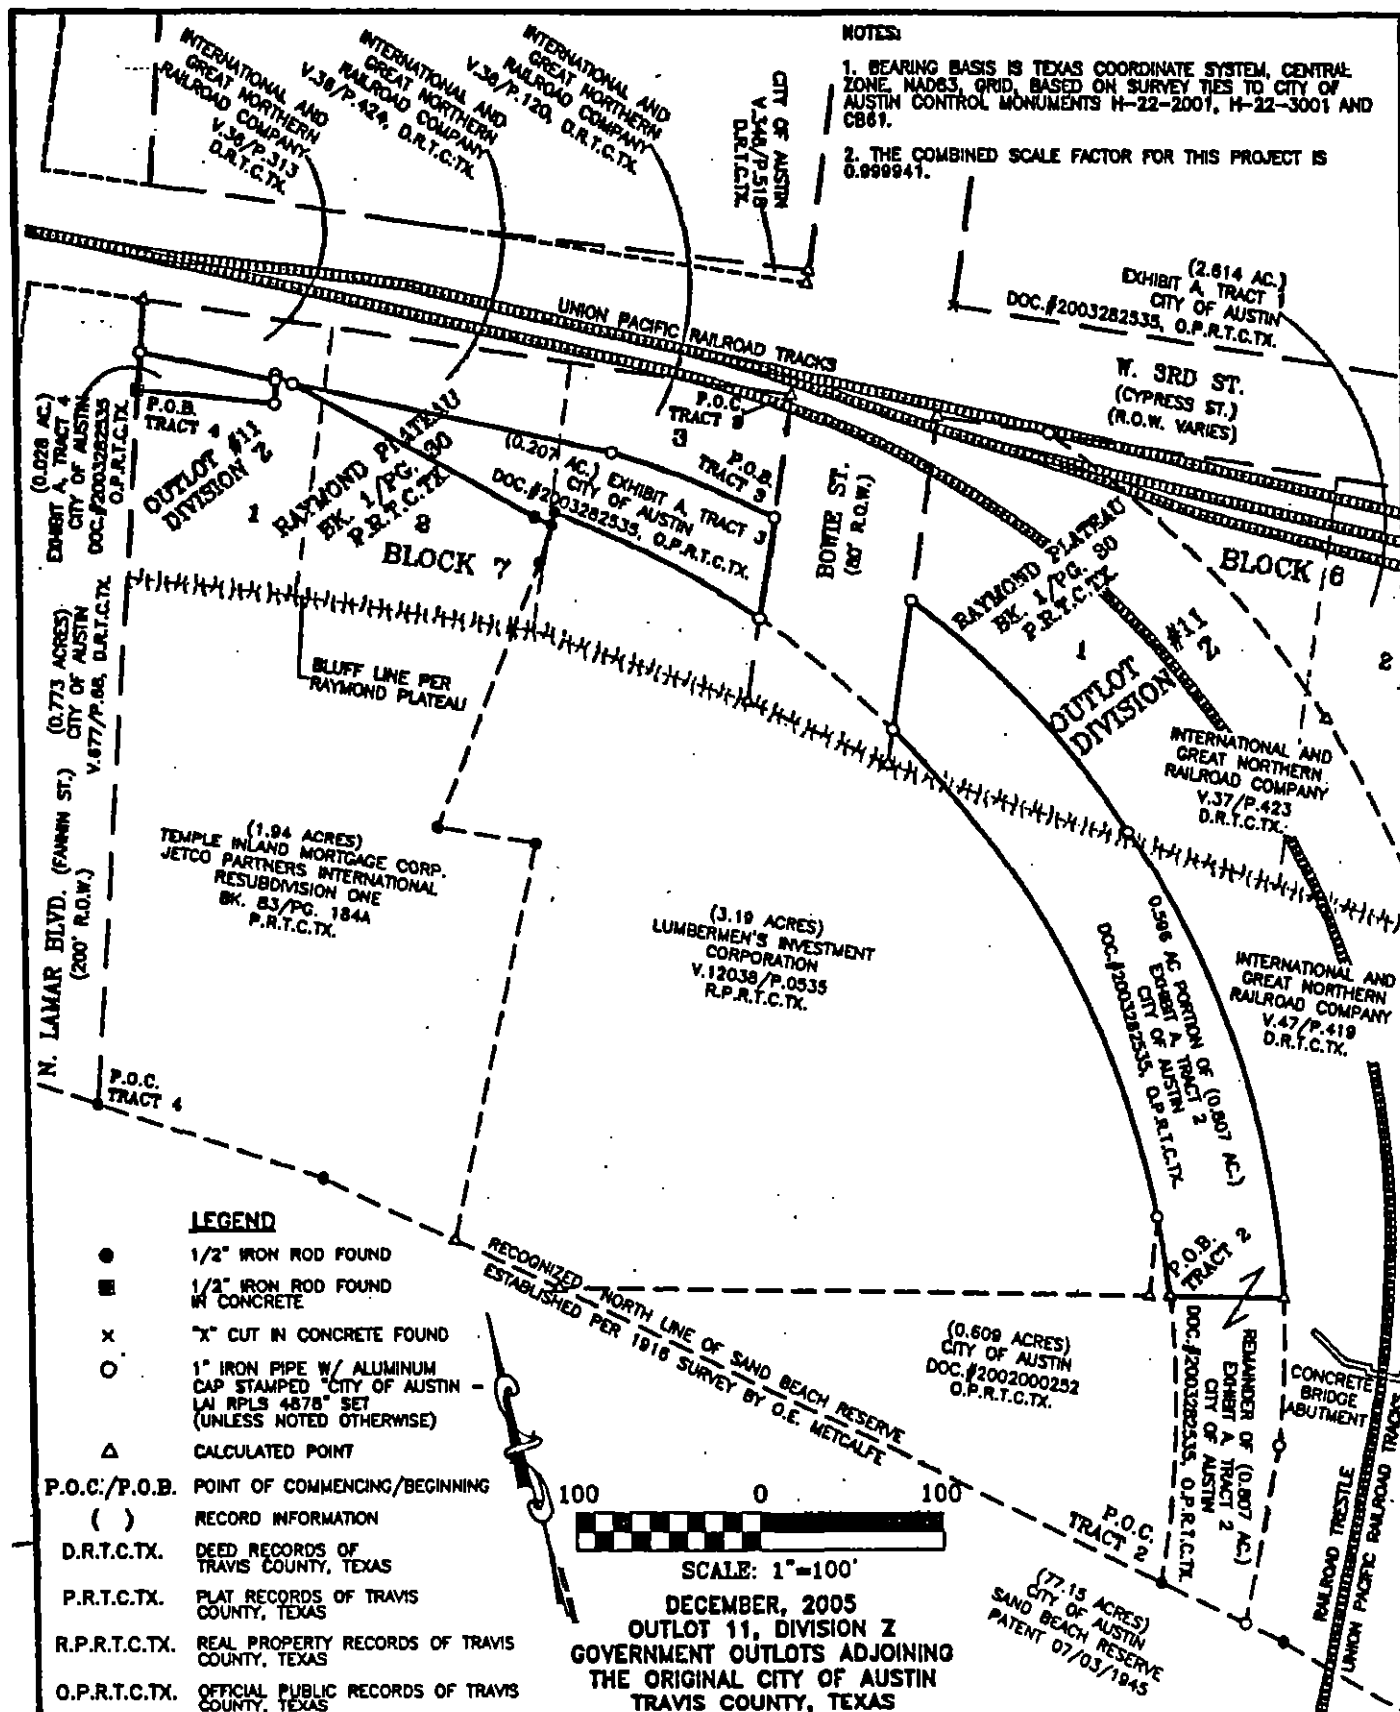 NOTES:
1. BEARING BASIS IS TEXAS COORDINATE SYSTEM, CENTRAL
ZONE, NAD83, GRID, BASED ON SURVEY TIES TO CITY OF
AUSTIN CONTROL MONUMENTS H-22-2001, H-22-3001 AND
CB61.
2. THE COMBINED SCALE FACTOR FOR THIS PROJECT IS
0.999941.
INTERNATIONAL AND
GREAT NORTHERN
RAILROAD COMPANY
V.36/P.313
D.R.T.C.TX.
INTERNATIONAL AND
GREAT NORTHERN
RAILROAD COMPANY
V.38/P.424, D.R.T.C.TX.
INTERNATIONAL AND
GREAT NORTHERN
RAILROAD COMPANY
V.38/P.120, D.R.T.C.TX.
CITY OF AUSTIN
V.346/P.518
D.R.T.C.TX.
(2.614 AC.)
EXHIBIT A, TRACT 1
CITY OF AUSTIN
DOC.#2003282535, O.P.R.T.C.TX.
UNION PACIFIC RAILROAD TRACKS
W. 3RD ST.
(CYPRESS ST.)
(R.O.W. VARIES)
P.O.C.
TRACT 3
3
P.O.B.
TRACT 3
BOWIE ST.
(80' R.O.W.)
(0.028 AC.)
EXHIBIT A, TRACT 4
CITY OF AUSTIN
DOC.#2003282535
O.P.R.T.C.TX.
P.O.B.
TRACT 4
OUTLOT #11
DIVISION Z
1
RAYMOND PLATEAU
BK. 1/PG. 30
P.R.T.C.TX.
BLOCK 7
(0.207 AC.) EXHIBIT A, TRACT 3
CITY OF AUSTIN
DOC.#2003282535, O.P.R.T.C.TX.
RAYMOND PLATEAU
BK. 1/PG. 30
P.R.T.C.TX.
BLOCK 6
1
2
OUTLOT #11
DIVISION Z
BLUFF LINE PER
RAYMOND PLATEAU
(0.773 ACRES)
CITY OF AUSTIN
V.677/P.68, D.R.T.C.TX.
N. LAMAR BLVD. (FANNIN ST.)
(200' R.O.W.)
INTERNATIONAL AND
GREAT NORTHERN
RAILROAD COMPANY
V.37/P.423
D.R.T.C.TX.
(1.94 ACRES)
TEMPLE INLAND MORTGAGE CORP.
JETCO PARTNERS INTERNATIONAL
RESUBDIVISION ONE
BK. 83/PG. 184A
P.R.T.C.TX.
(3.19 ACRES)
LUMBERMEN'S INVESTMENT
CORPORATION
V.12038/P.0535
R.P.R.T.C.TX.
0.596 AC PORTION OF (0.807 AC.)
EXHIBIT A, TRACT 2
CITY OF AUSTIN
DOC.#2003282535, O.P.R.T.C.TX.
INTERNATIONAL AND
GREAT NORTHERN
RAILROAD COMPANY
V.47/P.419
D.R.T.C.TX.
P.O.C.
TRACT 4
P.O.B.
TRACT 2
RECOGNIZED NORTH LINE OF SAND BEACH RESERVE
ESTABLISHED PER 1916 SURVEY BY O.E. METCALFE
(0.609 ACRES)
CITY OF AUSTIN
DOC.#2002000252
O.P.R.T.C.TX.
REMAINDER OF (0.807 AC.)
EXHIBIT A, TRACT 2
CITY OF AUSTIN
DOC.#2003282535, O.P.R.T.C.TX.
CONCRETE
BRIDGE
ABUTMENT
RAILROAD TRESTLE
UNION PACIFIC RAILROAD TRACKS
P.O.C.
TRACT 2
(77.15 ACRES)
CITY OF AUSTIN
SAND BEACH RESERVE
PATENT 07/03/1945
LEGEND
1/2" IRON ROD FOUND
1/2" IRON ROD FOUND
IN CONCRETE
"X" CUT IN CONCRETE FOUND
1" IRON PIPE W/ ALUMINUM
CAP STAMPED "CITY OF AUSTIN -
LAI RPLS 4876" SET
(UNLESS NOTED OTHERWISE)
CALCULATED POINT
P.O.C./P.O.B. POINT OF COMMENCING/BEGINNING
( ) RECORD INFORMATION
D.R.T.C.TX. DEED RECORDS OF
TRAVIS COUNTY, TEXAS
P.R.T.C.TX. PLAT RECORDS OF TRAVIS
COUNTY, TEXAS
R.P.R.T.C.TX. REAL PROPERTY RECORDS OF TRAVIS
COUNTY, TEXAS
O.P.R.T.C.TX. OFFICIAL PUBLIC RECORDS OF TRAVIS
COUNTY, TEXAS
100 0 100
SCALE: 1"=100'
DECEMBER, 2005
OUTLOT 11, DIVISION Z
GOVERNMENT OUTLOTS ADJOINING
THE ORIGINAL CITY OF AUSTIN
TRAVIS COUNTY, TEXAS